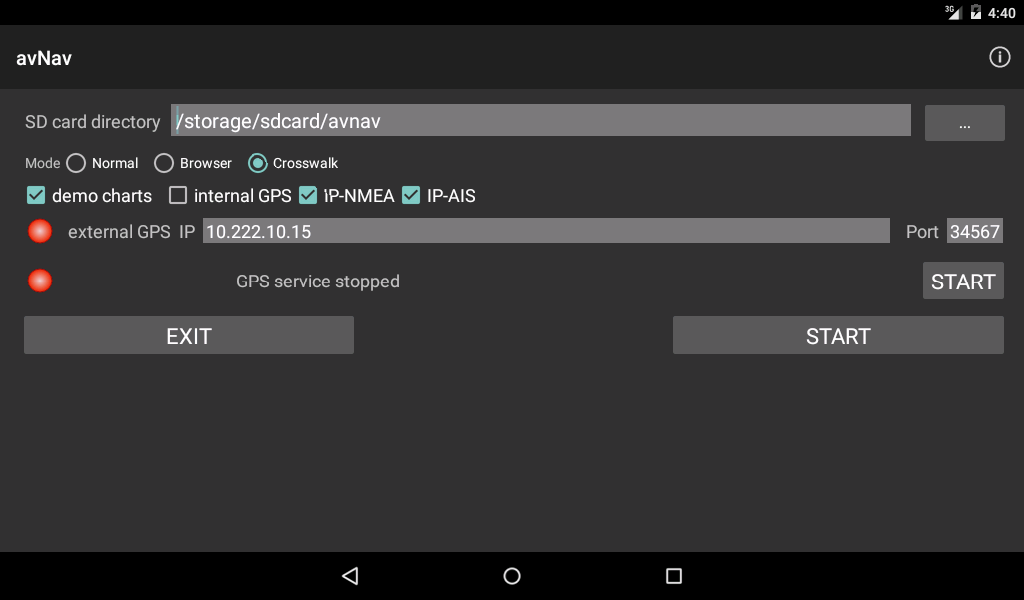 3G 4:40
avNav
SD card directory /storage/sdcard/avnav ...
Mode Normal Browser Crosswalk
demo charts internal GPS IP-NMEA IP-AIS
external GPS IP 10.222.10.15 Port 34567
GPS service stopped START
EXIT START